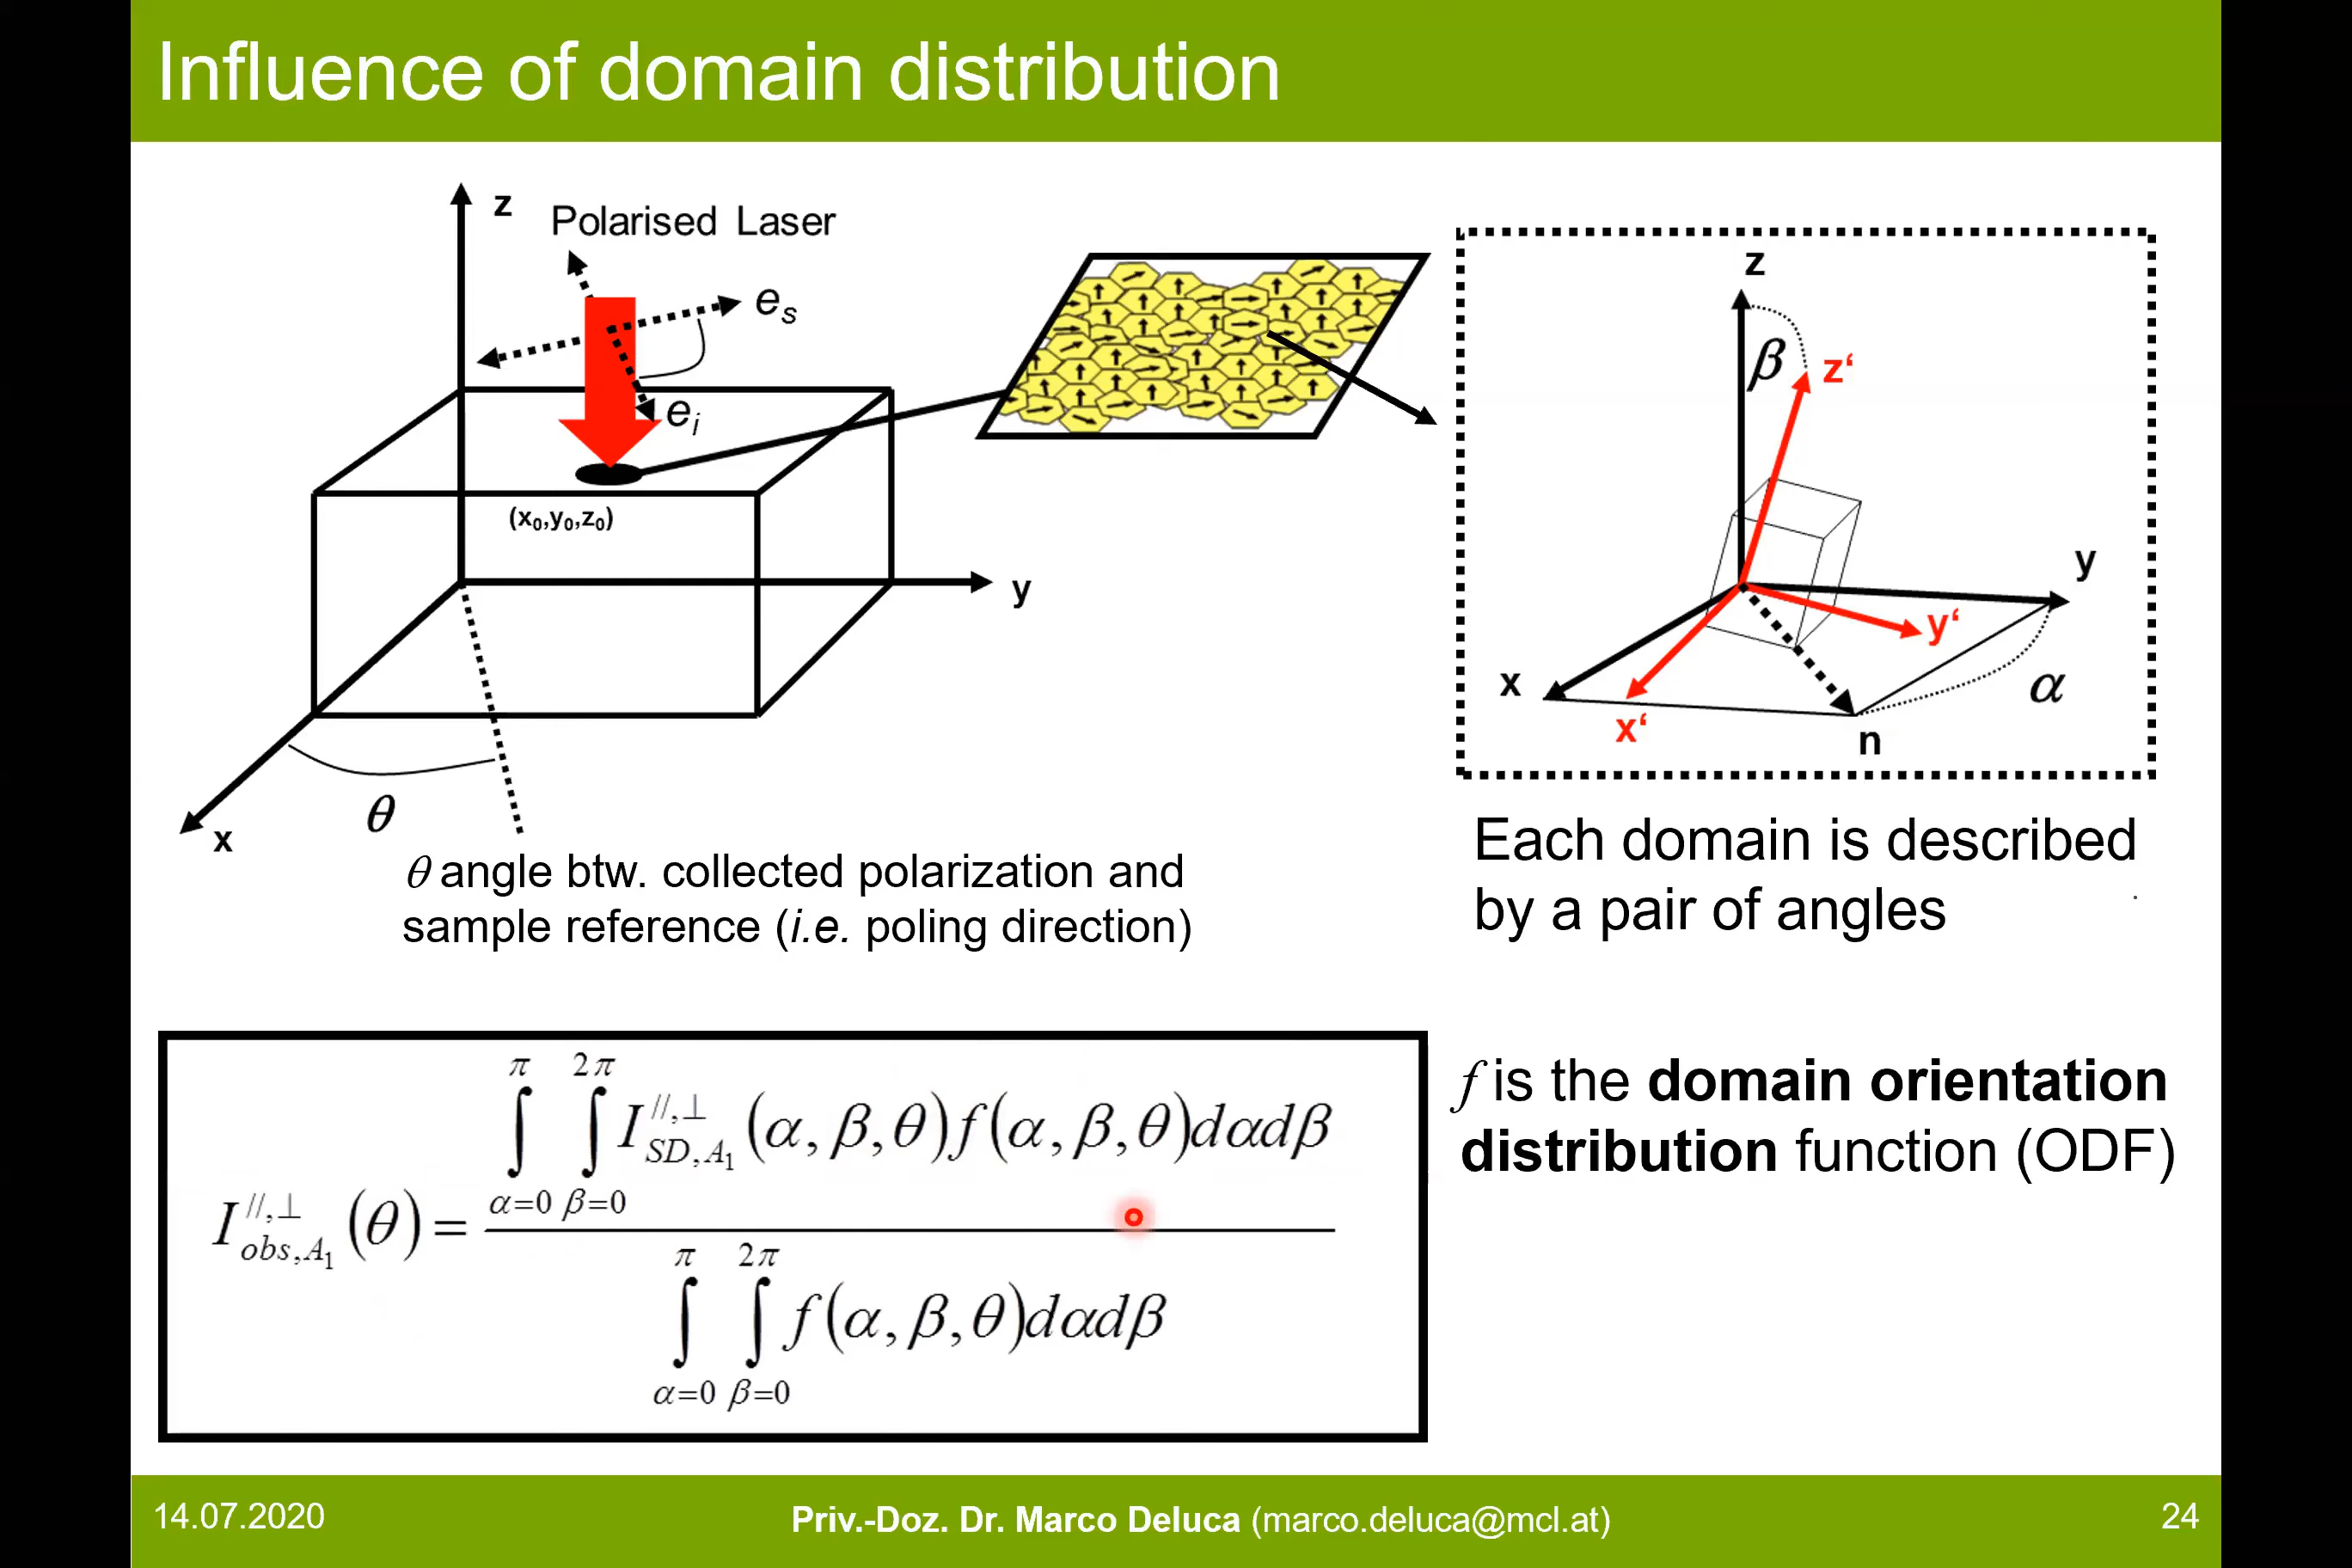 Influence of domain distribution
z
Polarised Laser
e_s
e_i
(x₀,y₀,z₀)
y
x
θ
θ angle btw. collected polarization and
sample reference (i.e. poling direction)
z
β
z‘
y
y‘
x
x‘
n
α
Each domain is described
by a pair of angles
I_{obs,A₁}^{//,⊥}(θ) = \frac{∫_{α=0}^{π} ∫_{β=0}^{2π} I_{SD,A₁}^{//,⊥}(α,β,θ)f(α,β,θ)dαdβ}{∫_{α=0}^{π} ∫_{β=0}^{2π} f(α,β,θ)dαdβ}
f is the domain orientation
distribution function (ODF)
14.07.2020
Priv.-Doz. Dr. Marco Deluca (marco.deluca@mcl.at)
24